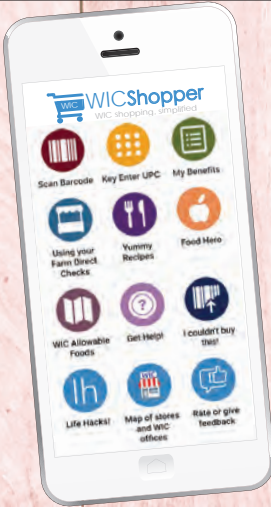 WIC WICShopper
WIC shopping, simplified
Scan Barcode Key Enter UPC My Benefits
Using your
Farm Direct
Checks
Yummy
Recipes
Food Hero
WIC Allowable
Foods
?
Get Help!
I couldn't buy
this!
lh
Life Hacks!
WIC
Map of stores
and WIC
offices
Rate or give
feedback